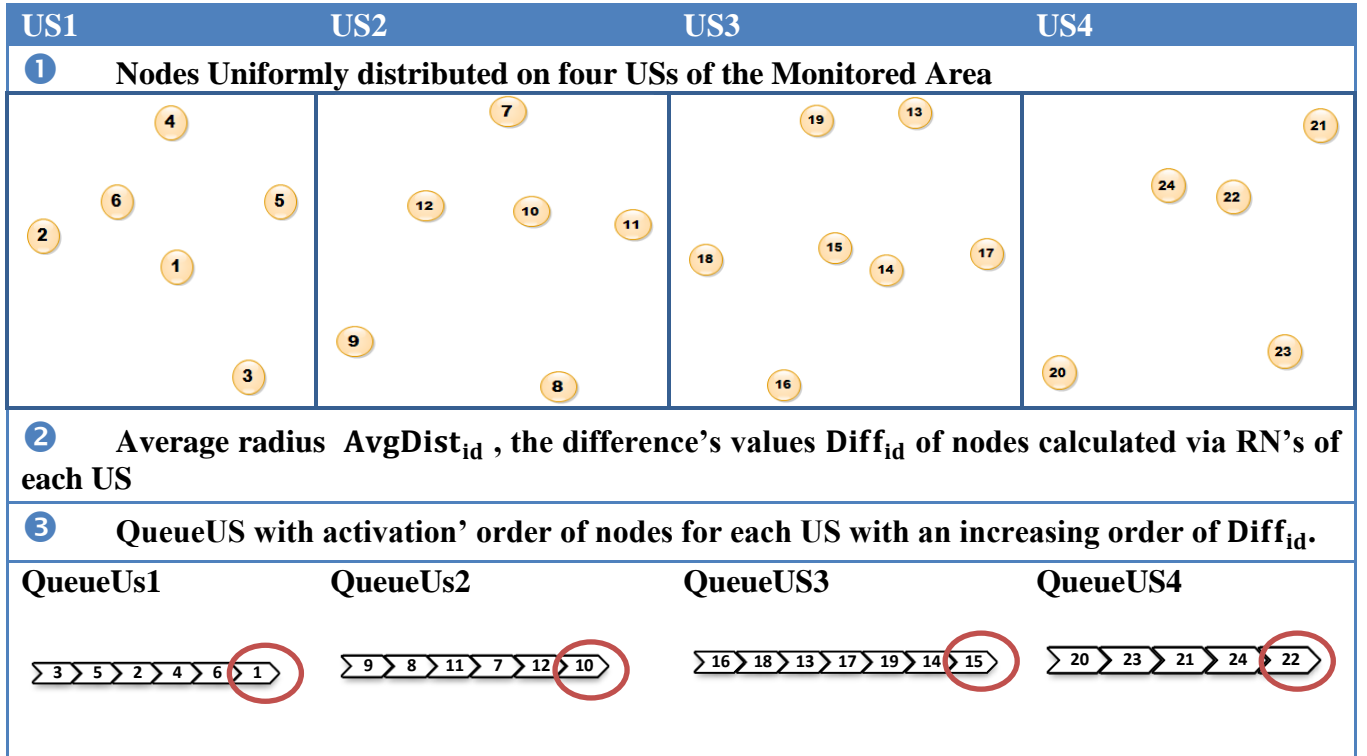 US1 US2 US3 US4
❶ Nodes Uniformly distributed on four USs of the Monitored Area
4 7 19 13 21
6 5 12 10 11 24 22
2 1 18 15 14 17
9 23
3 8 16 20
❷ Average radius AvgDist_id , the difference's values Diff_id of nodes calculated via RN's of
each US
❸ QueueUS with activation' order of nodes for each US with an increasing order of Diff_id.
QueueUs1 QueueUs2 QueueUS3 QueueUS4
3 5 2 4 6 1 9 8 11 7 12 10 16 18 13 17 19 14 15 20 23 21 24 22